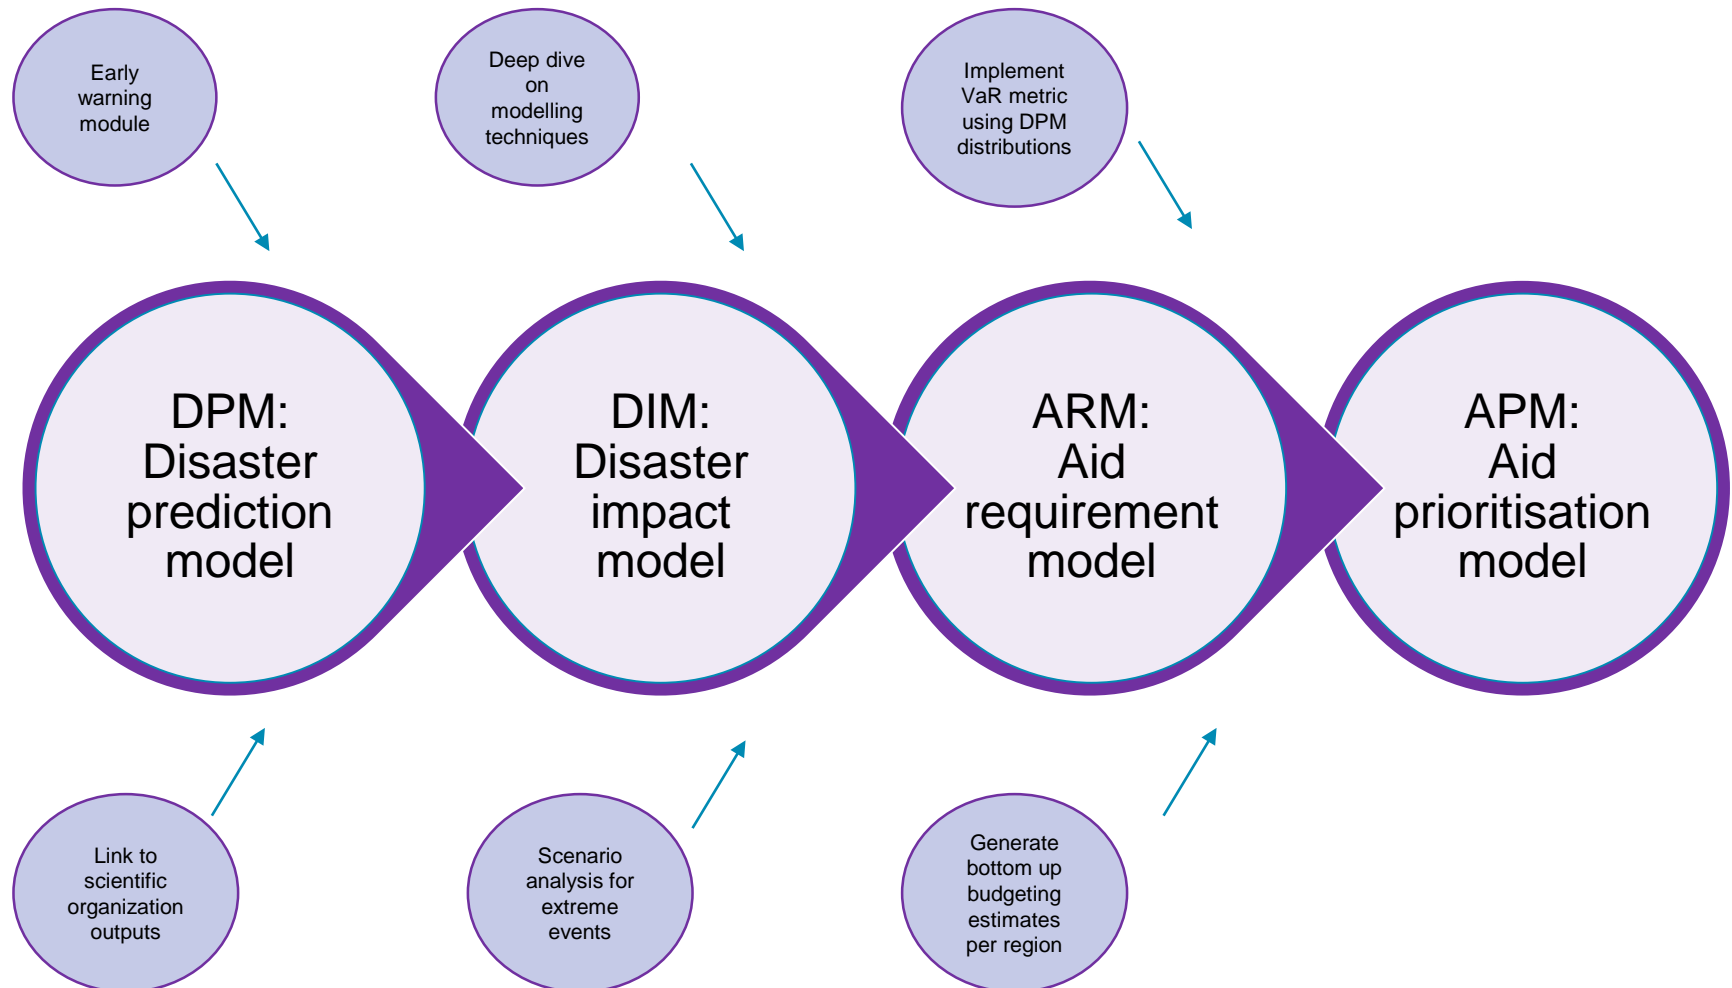 Early
warning
module
Deep dive
on
modelling
techniques
Implement
VaR metric
using DPM
distributions
DPM:
Disaster
prediction
model
DIM:
Disaster
impact
model
ARM:
Aid
requirement
model
APM:
Aid
prioritisation
model
Link to
scientific
organization
outputs
Scenario
analysis for
extreme
events
Generate
bottom up
budgeting
estimates
per region